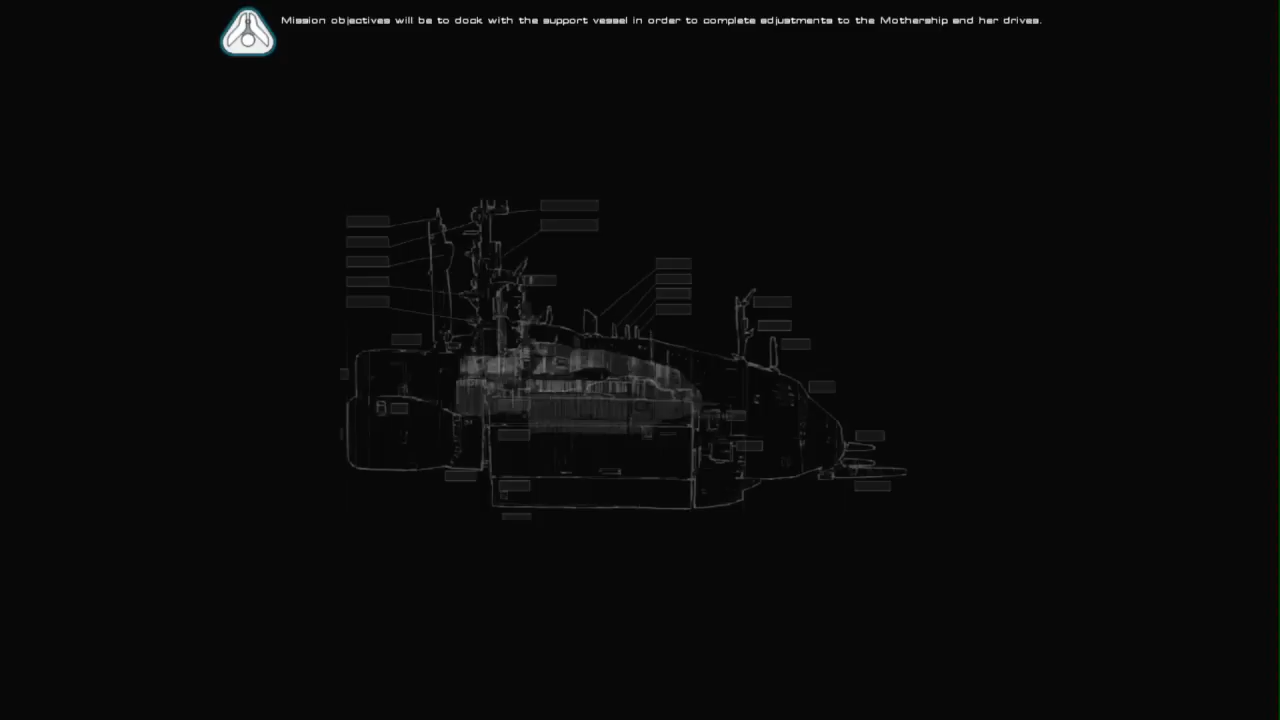 Mission objectives will be to dock with the support vessel in order to complete adjustments to the Mothership and her drives.